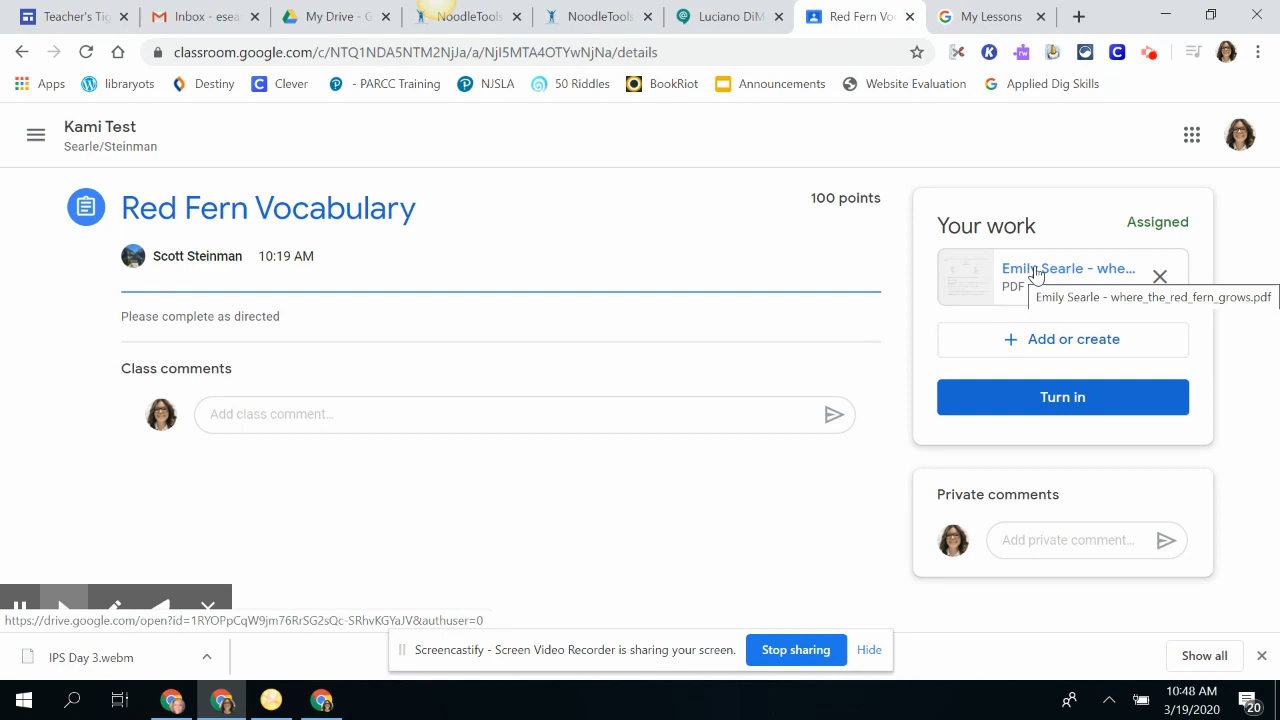 Teacher's Tig
Inbox - esea
My Drive - G
NoodleTools
NoodleTools
Luciano DiM
Red Fern Vo
My Lessons
classroom.google.com/c/NTQ1NDA5NTM2NjJa/a/NjI5MTA4OTYwNjNa/details
Apps
libraryots
Destiny
Clever
- PARCC Training
NJSLA
50 Riddles
BookRiot
Announcements
Website Evaluation
Applied Dig Skills
Kami Test
Searle/Steinman
Red Fern Vocabulary
100 points
Scott Steinman 10:19 AM
Please complete as directed
Class comments
Add class comment...
Your work
Assigned
Emily Searle - whe...
PDF
Emily Searle - where_the_red_fern_grows.pdf
+ Add or create
Turn in
Private comments
Add private comment...
https://drive.google.com/open?id=1RYOPpCqW9jm76RrSG2sQc-SRhvKGYaJV&authuser=0
IPS Day 3.webm
Screencastify - Screen Video Recorder is sharing your screen.
Stop sharing
Hide
Show all
10:48 AM
3/19/2020
20